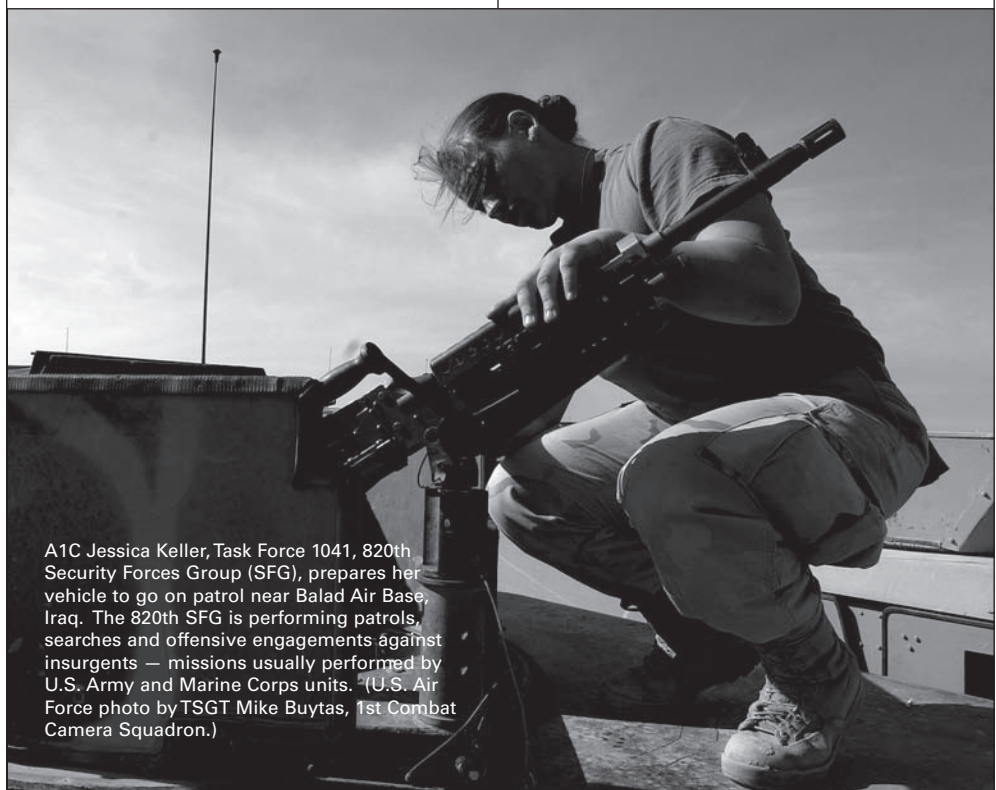 A1C Jessica Keller, Task Force 1041, 820th
Security Forces Group (SFG), prepares her
vehicle to go on patrol near Balad Air Base,
Iraq. The 820th SFG is performing patrols,
searches and offensive engagements against
insurgents — missions usually performed by
U.S. Army and Marine Corps units. (U.S. Air
Force photo by TSGT Mike Buytas, 1st Combat
Camera Squadron.)